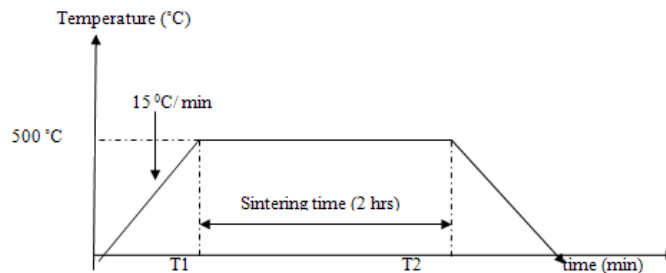 Temperature (°C)
15 ⁰C/ min
500 °C
Sintering time (2 hrs)
T1
T2
time (min)